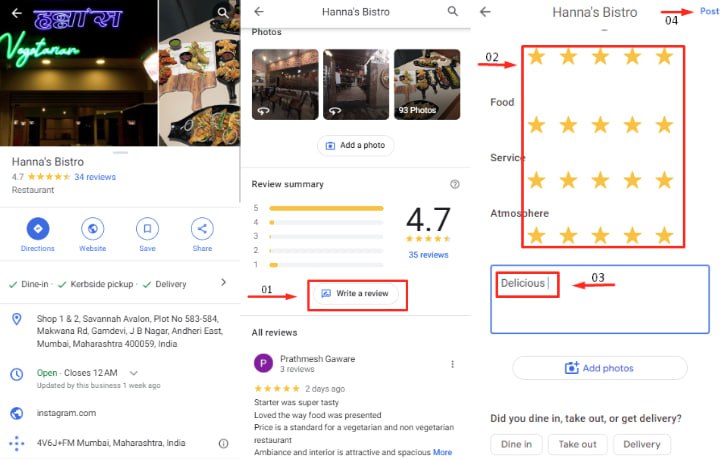 हन्ना'स
Vegetarian
Hanna's Bistro
4.7 34 reviews
Restaurant
Directions
Website
Save
Share
Dine-in · Kerbside pickup · Delivery
Shop 1 & 2, Savannah Avalon, Plot No 583-584,
Makwana Rd, Gamdevi, J B Nagar, Andheri East,
Mumbai, Maharashtra 400059, India
Open · Closes 12 AM
Updated by this business 1 week ago
instagram.com
4V6J+FM Mumbai, Maharashtra, India
Hanna's Bistro
Photos
93 Photos
Add a photo
Review summary
5
4
3
2
1
4.7
35 reviews
01
Write a review
All reviews
P
Prathmesh Gaware
3 reviews
2 days ago
Starter was super tasty
Loved the way food was presented
Price is a standard for a vegetarian and non vegetarian
restaurant
Ambiance and interior is attractive and spacious More
Hanna's Bistro
04
Post
02
Food
Service
Atmosphere
Delicious
03
Add photos
Did you dine in, take out, or get delivery?
Dine in
Take out
Delivery